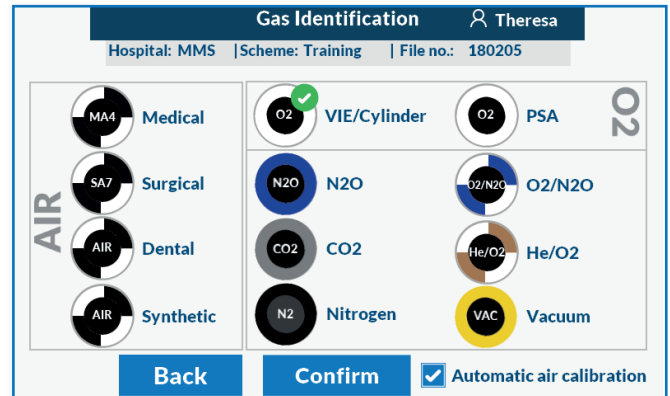 Gas Identification Theresa
Hospital: MMS |Scheme: Training | File no.: 180205
AIR
MA4 Medical
SA7 Surgical
AIR Dental
AIR Synthetic
O2 VIE/Cylinder O2 PSA
O2
N2O N2O O2/N2O O2/N2O
CO2 CO2 He/O2 He/O2
N2 Nitrogen VAC Vacuum
Back Confirm Automatic air calibration